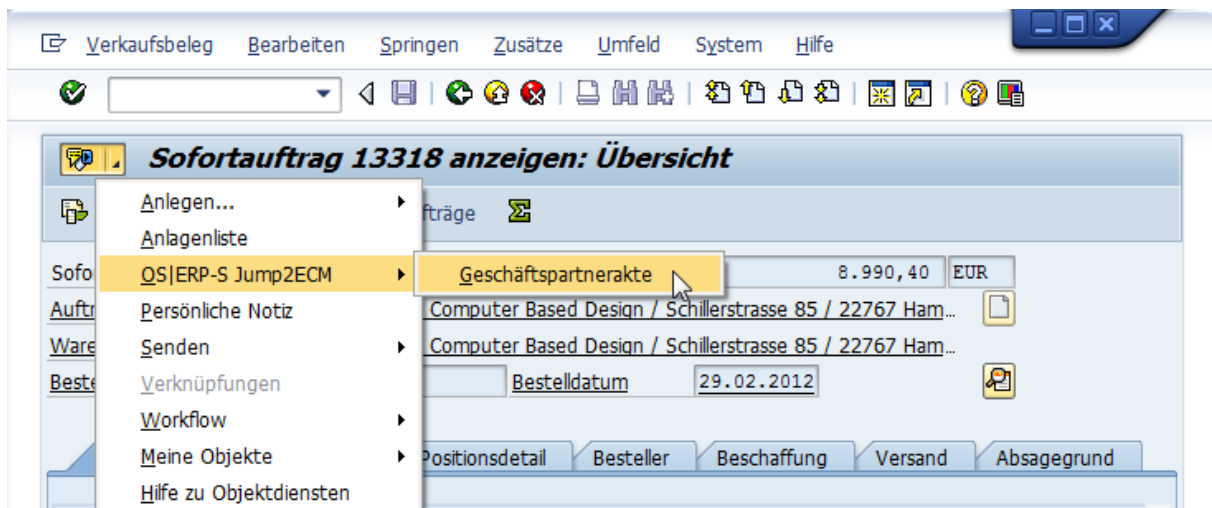 Verkaufsbeleg Bearbeiten Springen Zusätze Umfeld System Hilfe
Sofortauftrag 13318 anzeigen: Übersicht
Anlegen... fträge
Anlagenliste
Sofo OS|ERP-S Jump2ECM Geschäftspartnerakte 8.990,40 EUR
Auftr Persönliche Notiz Computer Based Design / Schillerstrasse 85 / 22767 Ham…
Ware Senden Computer Based Design / Schillerstrasse 85 / 22767 Ham…
Beste Verknüpfungen Bestelldatum 29.02.2012
Workflow
Meine Objekte Positionsdetail Besteller Beschaffung Versand Absagegrund
Hilfe zu Objektdiensten